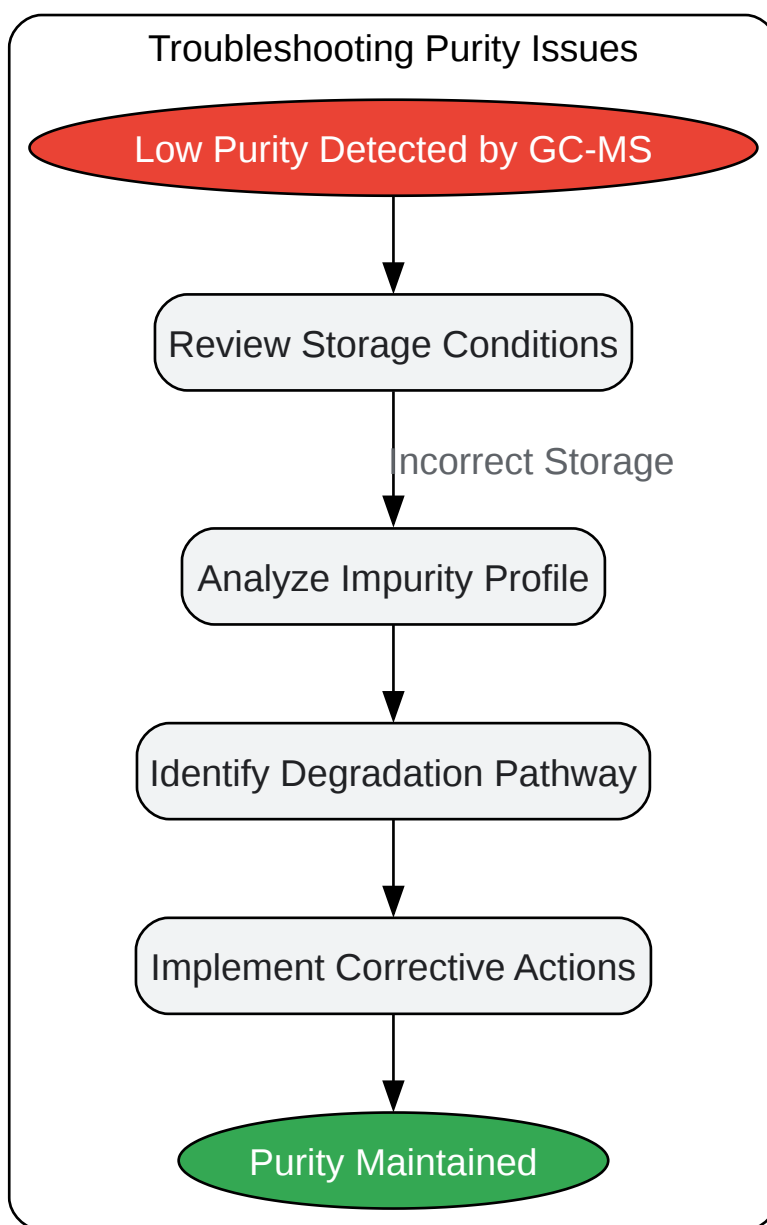 Troubleshooting Purity Issues
Low Purity Detected by GC-MS
Review Storage Conditions
Incorrect Storage
Analyze Impurity Profile
Identify Degradation Pathway
Implement Corrective Actions
Purity Maintained